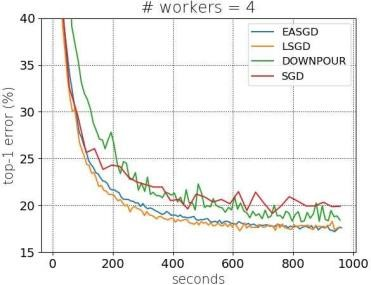 # workers = 4
40
35
30
25
20
15
top-1 error (%)
EASGD
LSGD
DOWNPOUR
SGD
0 200 400 600 800 1000
seconds